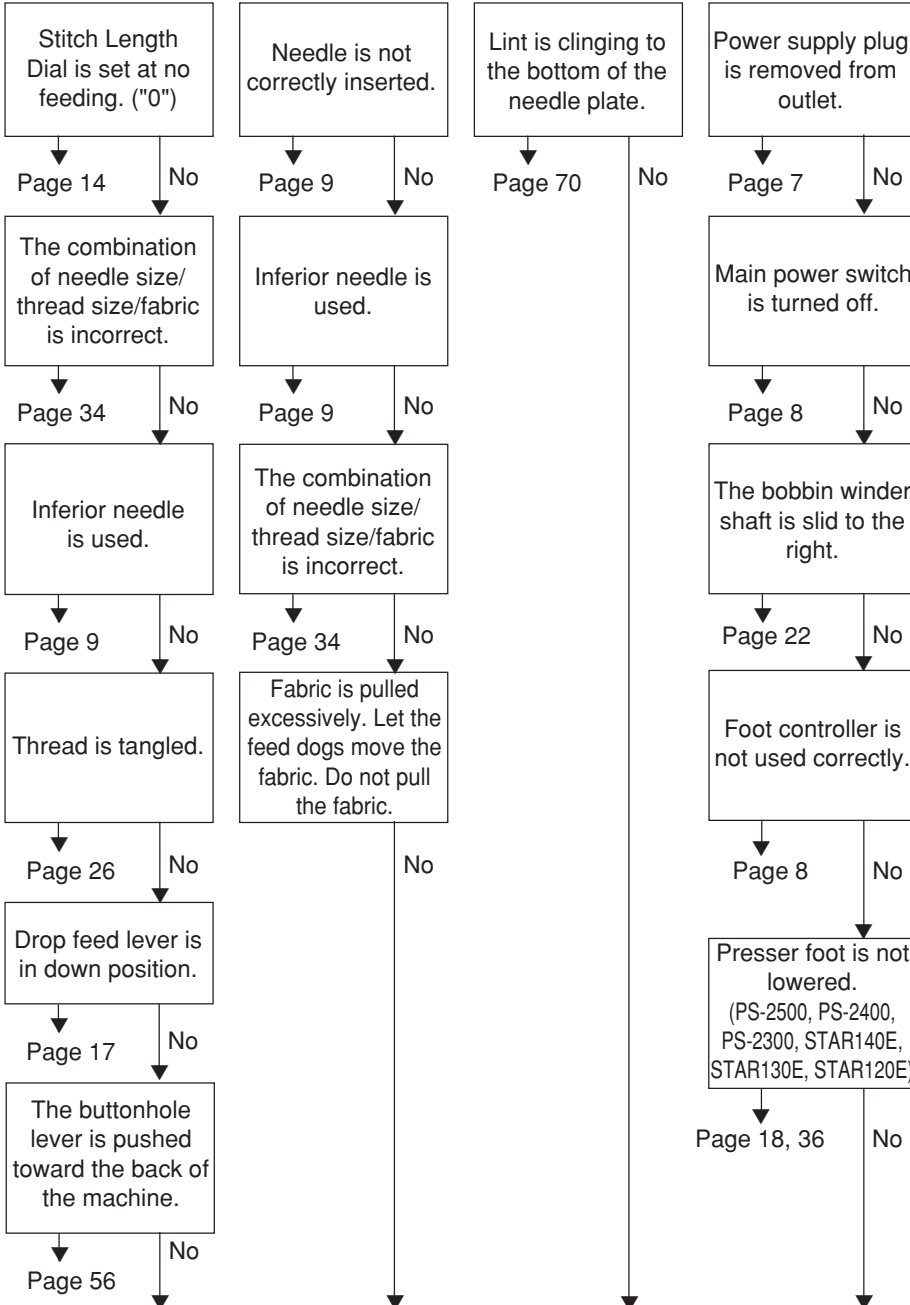 Stitch Length
Dial is set at no
feeding. ("0")
Page 14
No
The combination
of needle size/
thread size/fabric
is incorrect.
Page 34
No
Inferior needle
is used.
Page 9
No
Thread is tangled.
Page 26
No
Drop feed lever is
in down position.
Page 17
No
The buttonhole
lever is pushed
toward the back of
the machine.
Page 56
No
Needle is not
correctly inserted.
Page 9
No
Inferior needle is
used.
Page 9
No
The combination
of needle size/
thread size/fabric
is incorrect.
Page 34
No
Fabric is pulled
excessively. Let the
feed dogs move the
fabric. Do not pull
the fabric.
No
Lint is clinging to
the bottom of the
needle plate.
Page 70
No
Power supply plug
is removed from
outlet.
Page 7
No
Main power switch
is turned off.
Page 8
No
The bobbin winder
shaft is slid to the
right.
Page 22
No
Foot controller is
not used correctly.
Page 8
No
Presser foot is not
lowered.
(PS-2500, PS-2400,
PS-2300, STAR140E,
STAR130E, STAR120E)
Page 18, 36
No